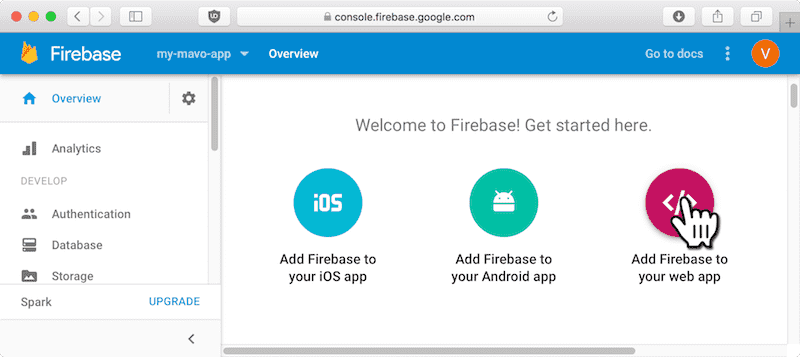 console.firebase.google.com
Firebase
my-mavo-app
Overview
Go to docs
V
Overview
Analytics
DEVELOP
Authentication
Database
Storage
Spark
UPGRADE
Welcome to Firebase! Get started here.
iOS
Add Firebase to
your iOS app
Add Firebase to
your Android app
</>
Add Firebase to
your web app